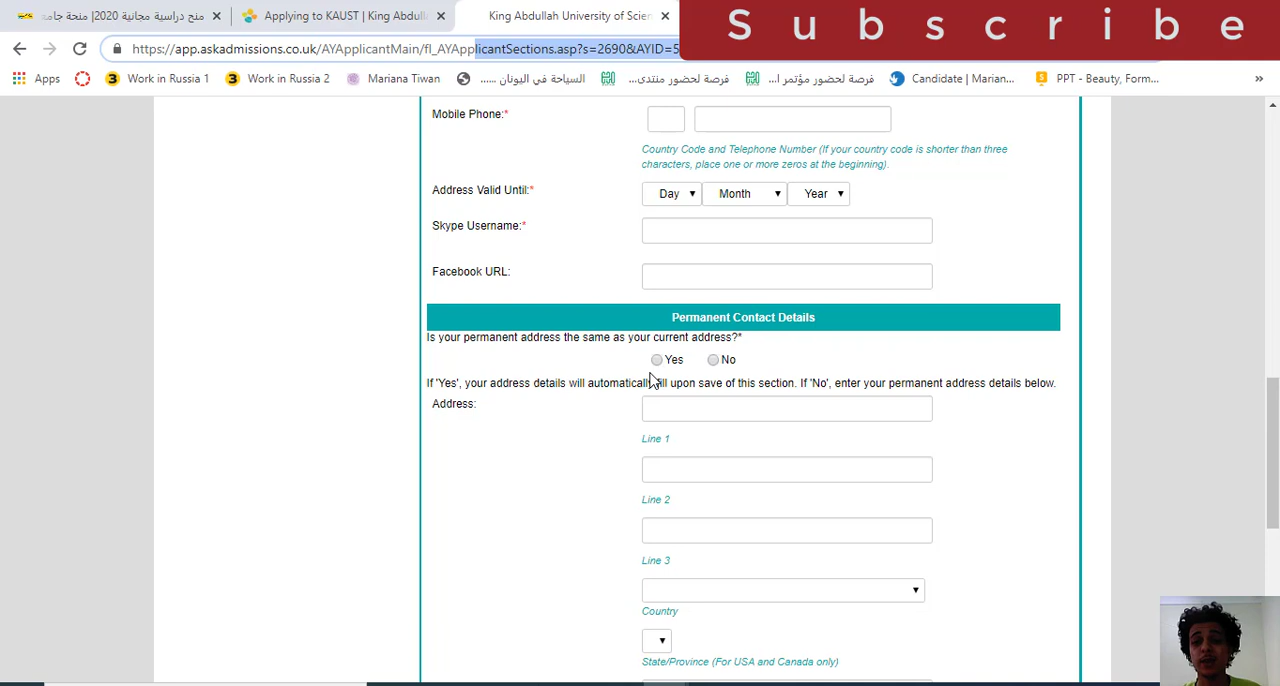 منح دراسية مجانية 2020| منحة جامع
Applying to KAUST | King Abdull
King Abdullah University of Scien
S u b s c r i b e
https://app.askadmissions.co.uk/AYApplicantMain/fl_AYApplicantSections.asp?s=2690&AYID=5
Apps
Work in Russia 1
Work in Russia 2
Mariana Tiwan
السياحة في اليونان ......
فرصة لحضور منتدى...
فرصة لحضور مؤتمر ا...
Candidate | Marian...
PPT - Beauty, Form...
»
Mobile Phone:*
Country Code and Telephone Number (If your country code is shorter than three
characters, place one or more zeros at the beginning).
Address Valid Until:*
Day
Month
Year
Skype Username:*
Facebook URL:
Permanent Contact Details
Is your permanent address the same as your current address?*
Yes
No
If 'Yes', your address details will automatically fill upon save of this section. If 'No', enter your permanent address details below.
Address:
Line 1
Line 2
Line 3
Country
State/Province (For USA and Canada only)